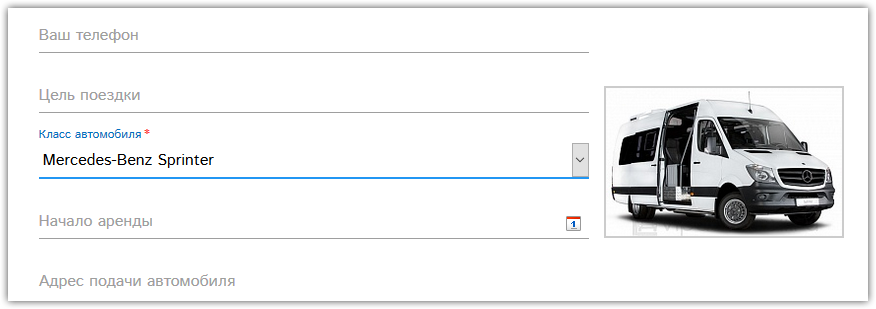 Ваш телефон
Цель поездки
Класс автомобиля *
Mercedes-Benz Sprinter
Начало аренды
1
Адрес подачи автомобиля